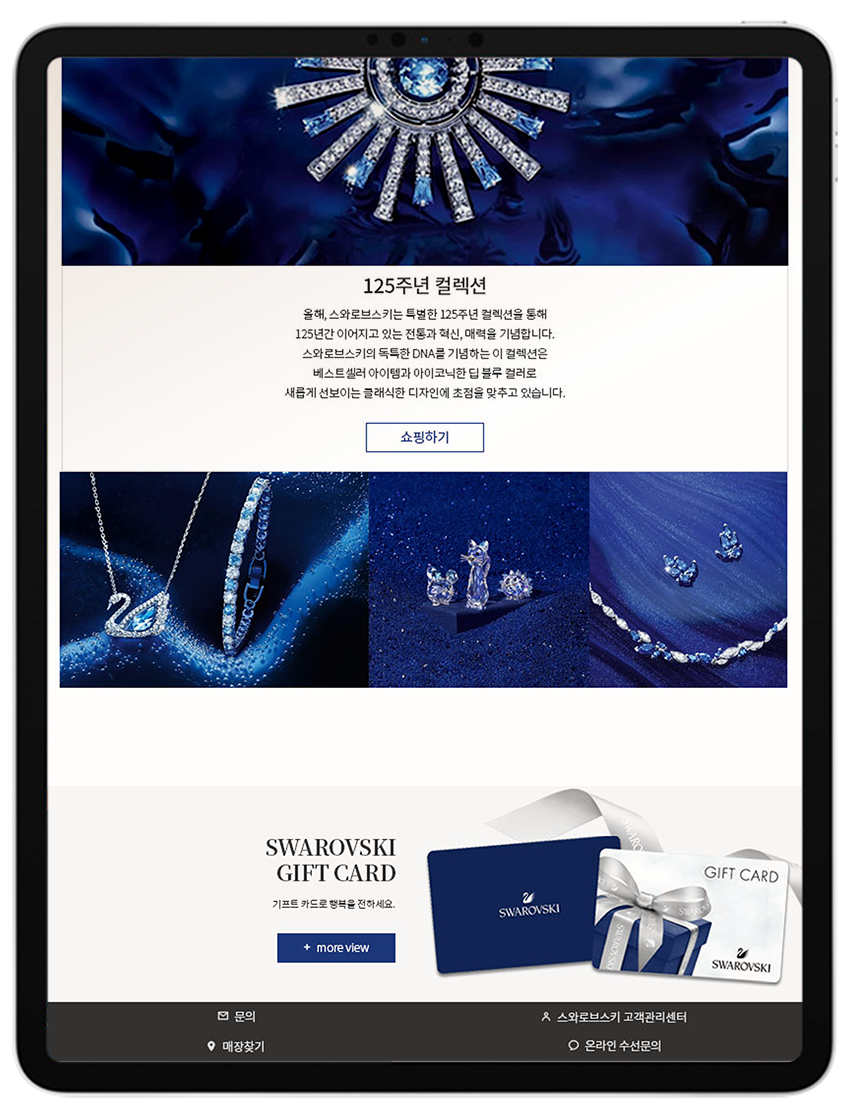 125주년 컬렉션
올해, 스와로브스키는 특별한 125주년 컬렉션을 통해
125년간 이어지고 있는 전통과 혁신, 매력을 기념합니다.
스와로브스키의 독특한 DNA를 기념하는 이 컬렉션은
베스트셀러 아이템과 아이코닉한 딥 블루 컬러로
새롭게 선보이는 클래식한 디자인에 초점을 맞추고 있습니다.
쇼핑하기
SWAROVSKI
GIFT CARD
기프트 카드로 행복을 전하세요.
+ more view
SWAROVSKI
GIFT CARD
SWAROVSKI
문의
스와로브스키 고객관리센터
매장찾기
온라인 수선문의